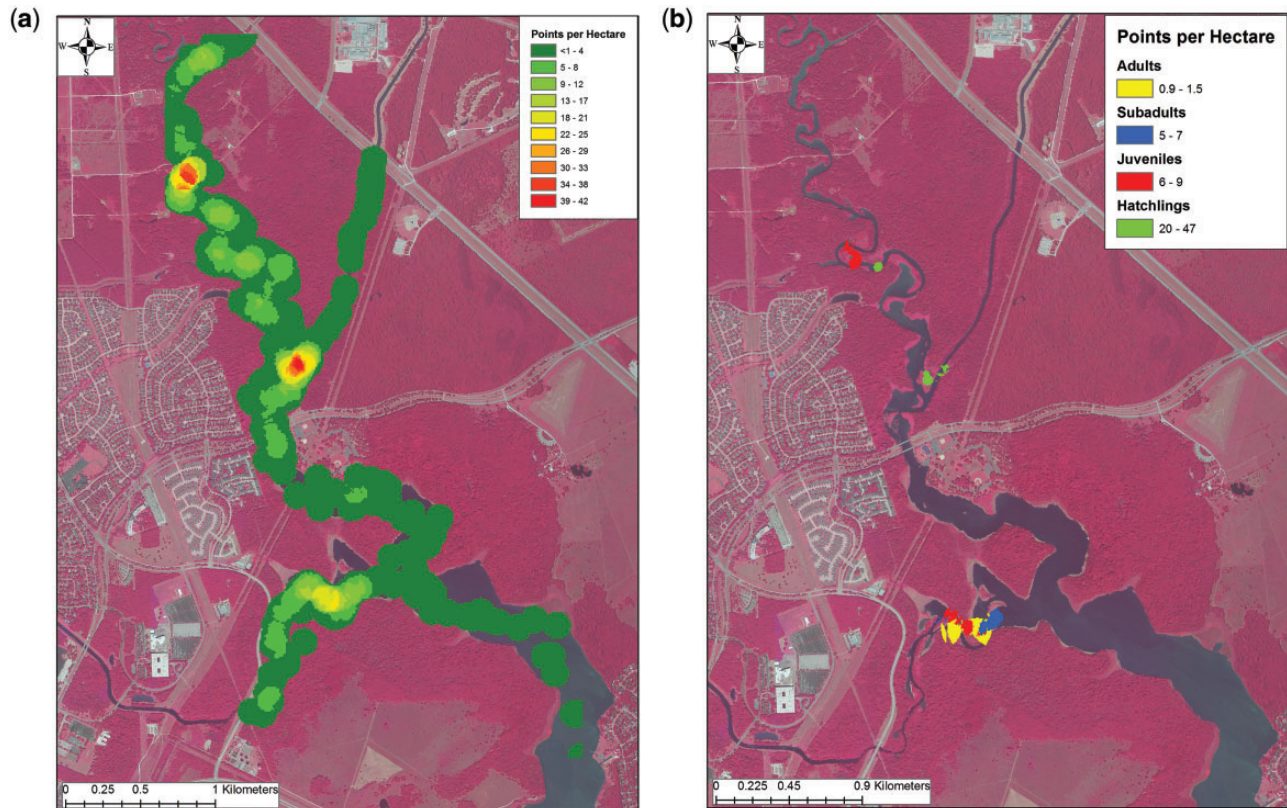 (a)
N
W E
S
Points per Hectare
<1 - 4
5 - 8
9 - 12
13 - 17
18 - 21
22 - 25
26 - 29
30 - 33
34 - 38
39 - 42
0 0.25 0.5 1 Kilometers
(b)
N
W E
S
Points per Hectare
Adults
0.9 - 1.5
Subadults
5 - 7
Juveniles
6 - 9
Hatchlings
20 - 47
0 0.225 0.45 0.9 Kilometers